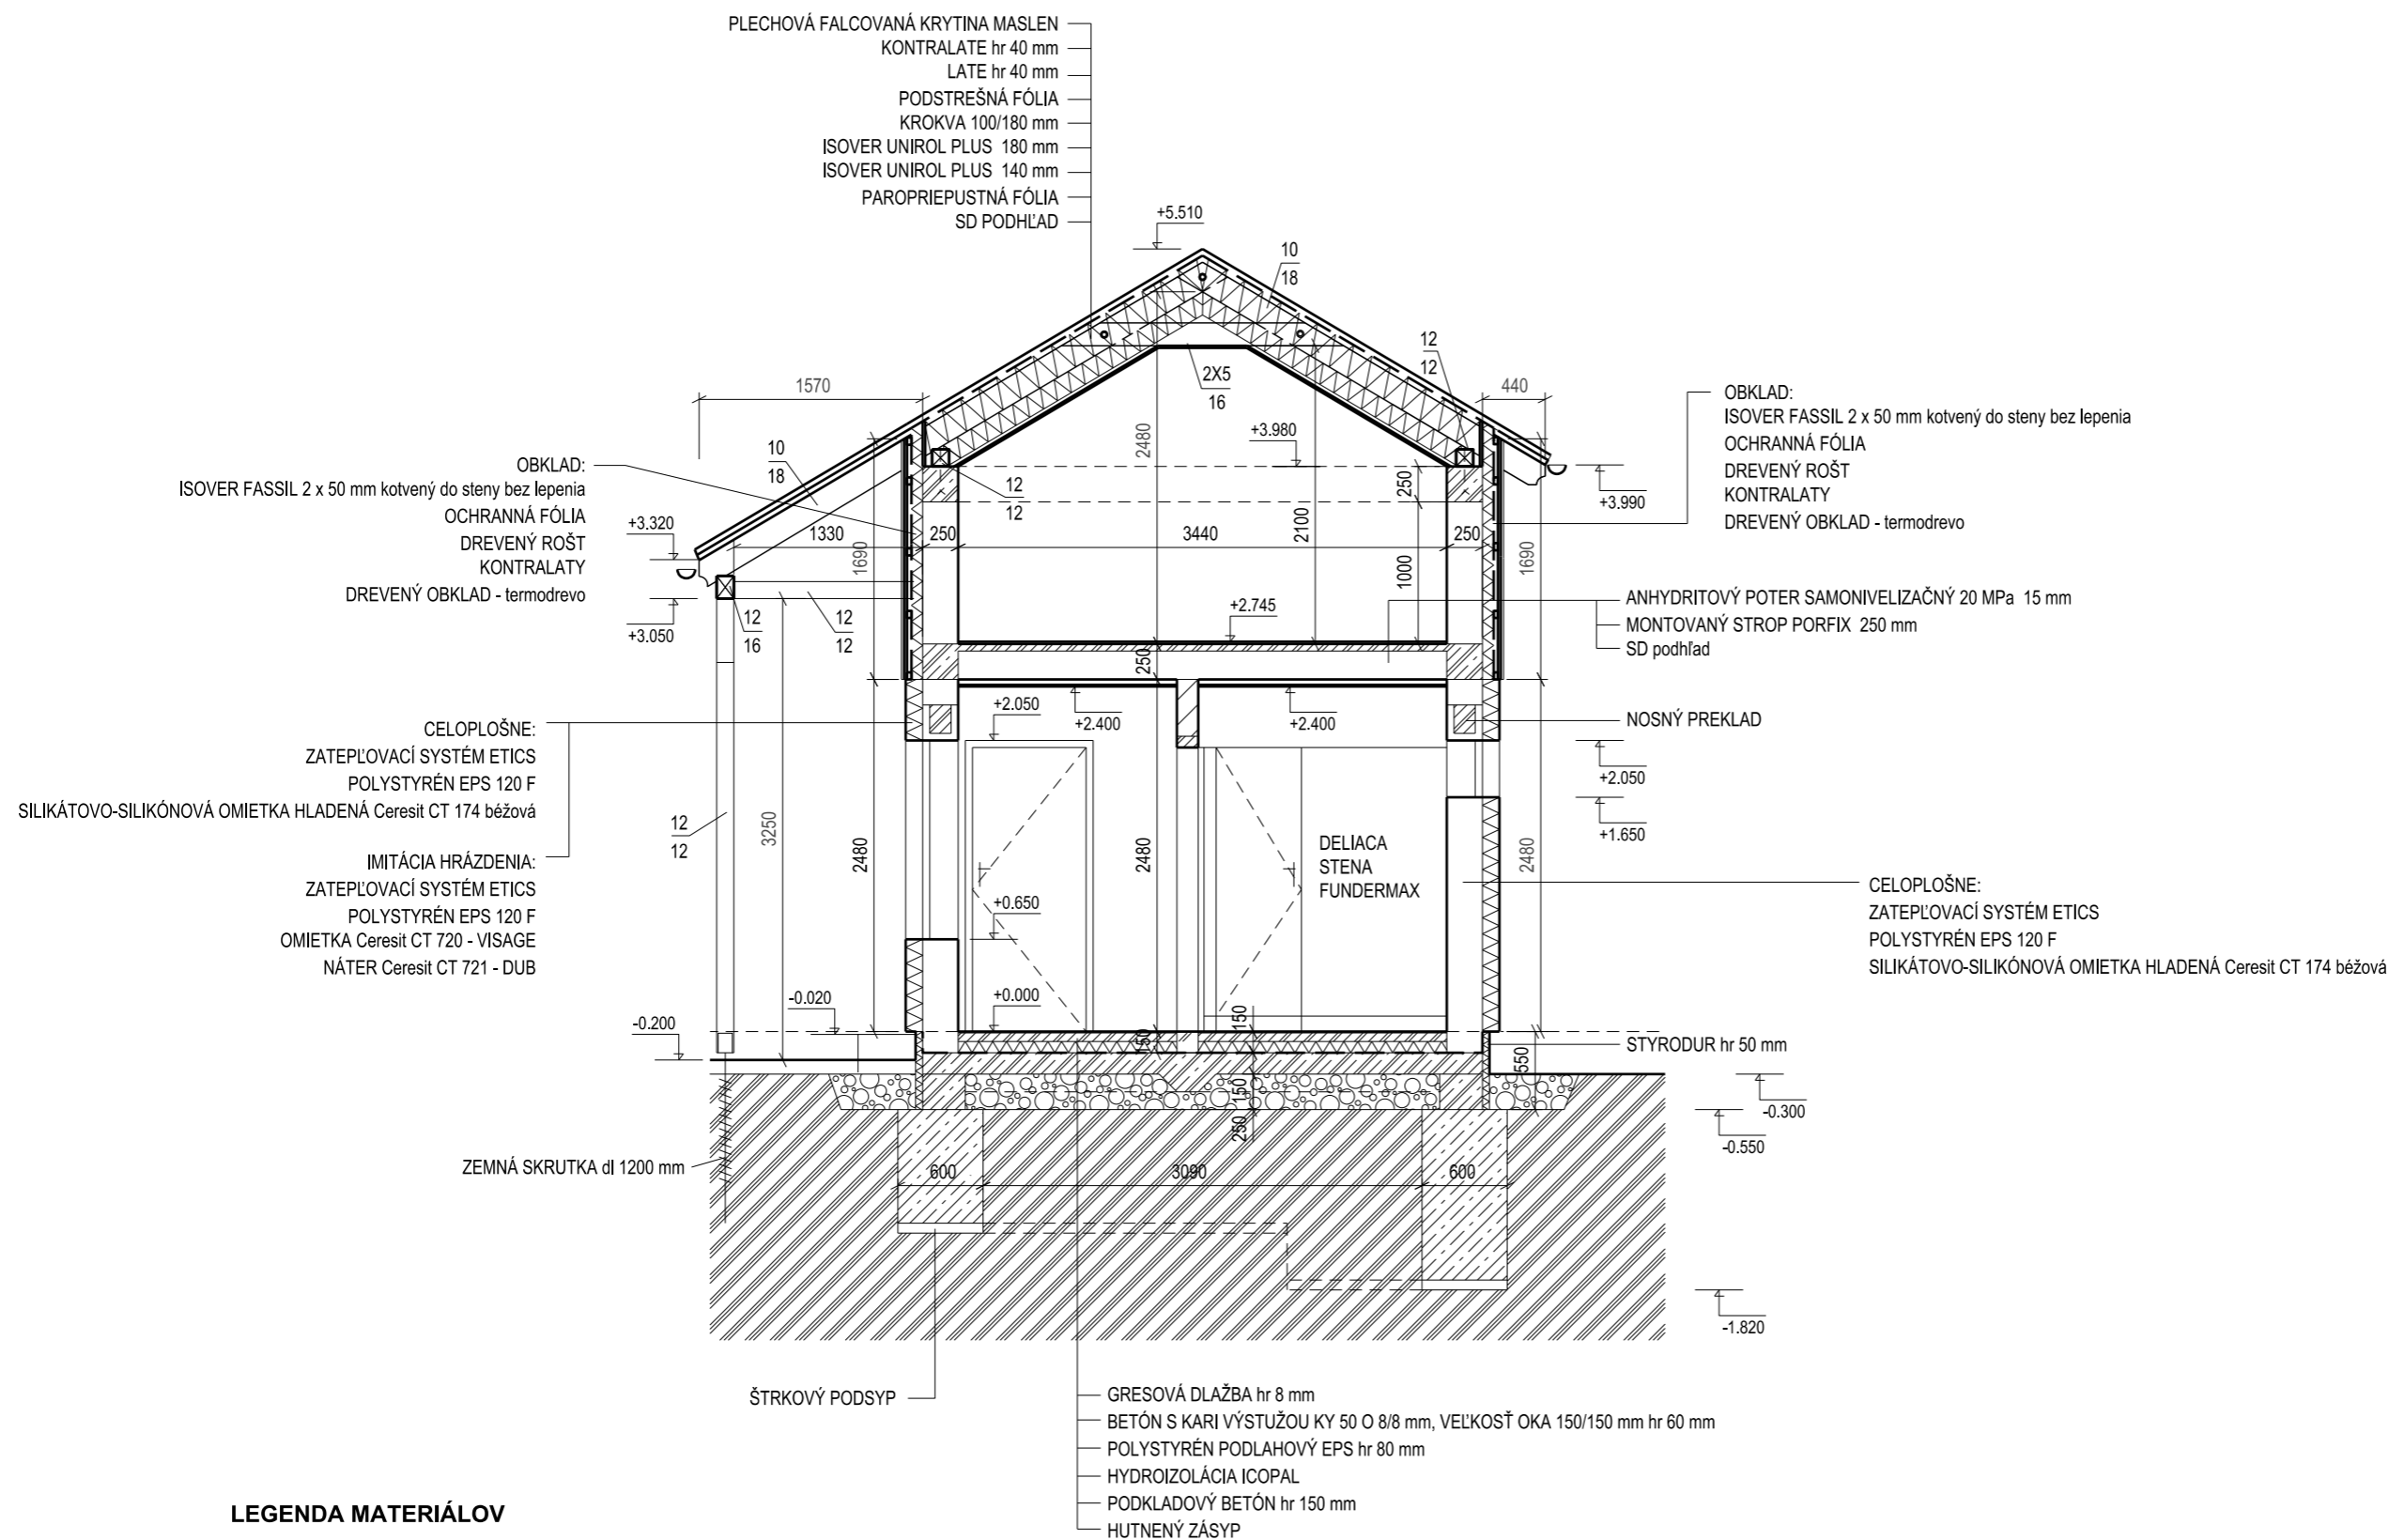 PLECHOVÁ FALCOVANÁ KRYTINA MASLEN
KONTRALATE hr 40 mm
LATE hr 40 mm
PODSTREŠNÁ FÓLIA
KROKVA 100/180 mm
ISOVER UNIROL PLUS 180 mm
ISOVER UNIROL PLUS 140 mm
PAROPRIEPUSTNÁ FÓLIA
SD PODHĽAD
+5.510
10
18
12
12
2X5
16
1570
440
2480
+3.980
10
18
12
12
OBKLAD:
ISOVER FASSIL 2 x 50 mm kotvený do steny bez lepenia
OCHRANNÁ FÓLIA
DREVENÝ ROŠT
KONTRALATY
DREVENÝ OBKLAD - termodrevo
OBKLAD:
ISOVER FASSIL 2 x 50 mm kotvený do steny bez lepenia
OCHRANNÁ FÓLIA
DREVENÝ ROŠT
KONTRALATY
DREVENÝ OBKLAD - termodrevo
+3.320
+3.990
1330
250
3440
250
250
2100
1000
1690
1690
+3.050
12
16
12
12
+2.745
250
ANHYDRITOVÝ POTER SAMONIVELIZAČNÝ 20 MPa 15 mm
MONTOVANÝ STROP PORFIX 250 mm
SD podhľad
+2.050
+2.400
+2.400
NOSNÝ PREKLAD
+2.050
+1.650
CELOPLOŠNE:
ZATEPĽOVACÍ SYSTÉM ETICS
POLYSTYRÉN EPS 120 F
SILIKÁTOVO-SILIKÓNOVÁ OMIETKA HLADENÁ Ceresit CT 174 béžová
IMITÁCIA HRÁZDENIA:
ZATEPĽOVACÍ SYSTÉM ETICS
POLYSTYRÉN EPS 120 F
OMIETKA Ceresit CT 720 - VISAGE
NÁTER Ceresit CT 721 - DUB
12
12
3250
2480
2480
2480
DELIACA
STENA
FUNDERMAX
+0.650
+0.000
CELOPLOŠNE:
ZATEPĽOVACÍ SYSTÉM ETICS
POLYSTYRÉN EPS 120 F
SILIKÁTOVO-SILIKÓNOVÁ OMIETKA HLADENÁ Ceresit CT 174 béžová
-0.020
-0.200
150
150
150
250
550
STYRODUR hr 50 mm
-0.300
-0.550
ZEMNÁ SKRUTKA dl 1200 mm
600
3090
600
-1.820
ŠTRKOVÝ PODSYP
GRESOVÁ DLAŽBA hr 8 mm
BETÓN S KARI VÝSTUŽOU KY 50 O 8/8 mm, VEĽKOSŤ OKA 150/150 mm hr 60 mm
POLYSTYRÉN PODLAHOVÝ EPS hr 80 mm
HYDROIZOLÁCIA ICOPAL
PODKLADOVÝ BETÓN hr 150 mm
HUTNENÝ ZÁSYP
LEGENDA MATERIÁLOV